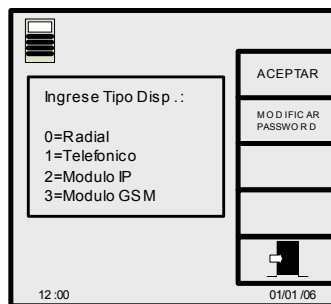 Ingrese Tipo Disp .:
0=Radial
1=Telefonico
2=Modulo IP
3=Modulo GSM
ACEPTAR
MODIFICAR
PASSWORD
12 :00
01/01 /06